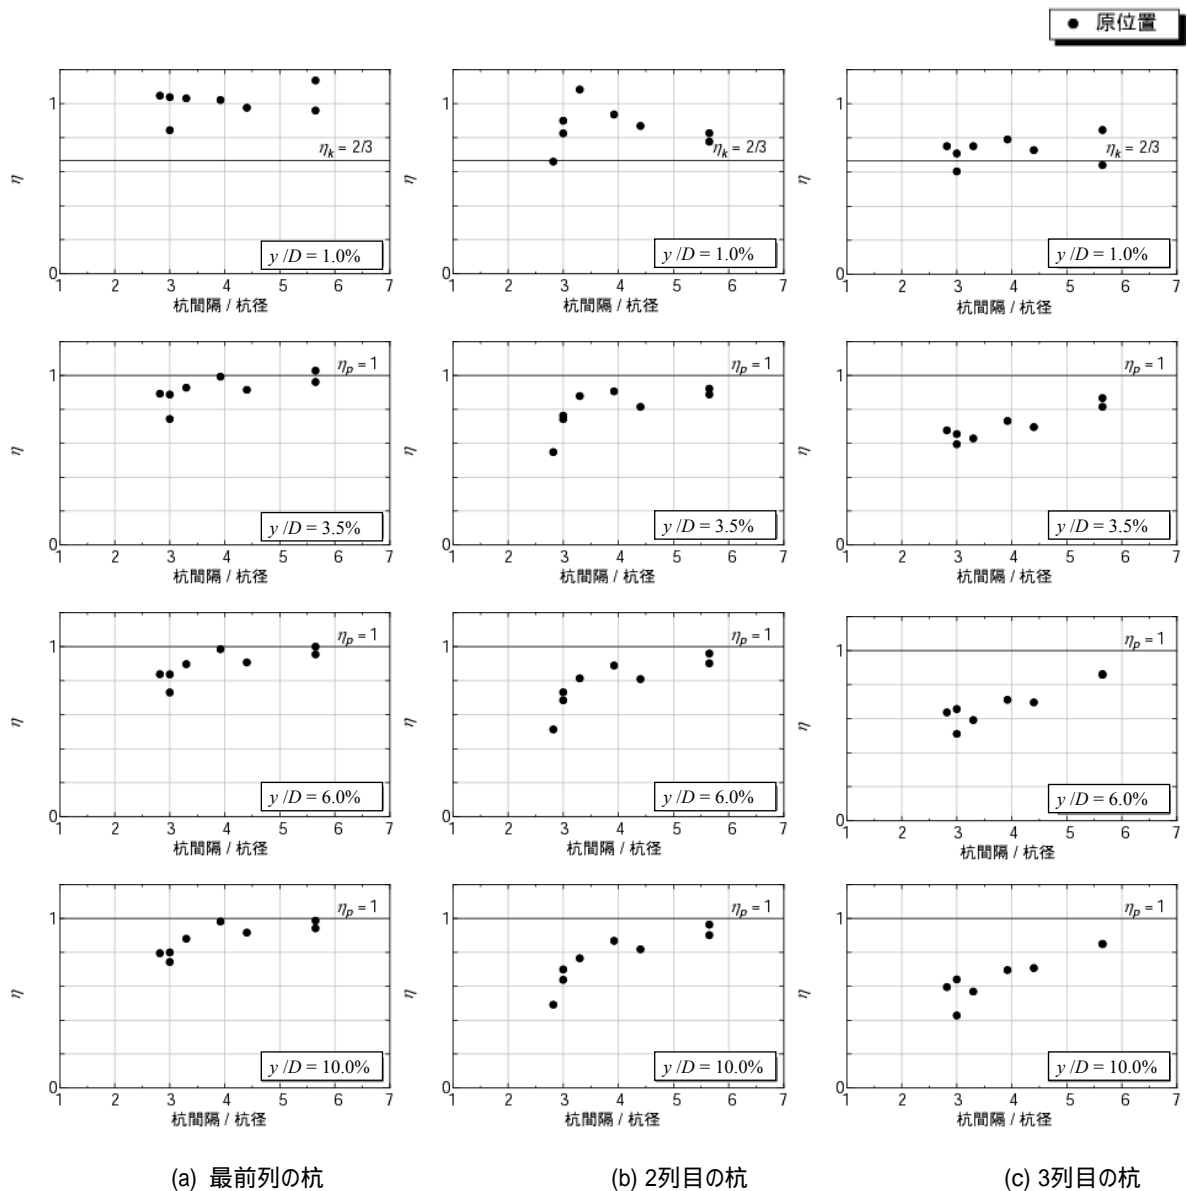 ● 原位置
1
η
ηk = 2/3
y /D = 1.0%
0
1 2 3 4 5 6 7
杭間隔 / 杭径
1
η
ηk = 2/3
y /D = 1.0%
0
1 2 3 4 5 6 7
杭間隔 / 杭径
1
η
ηk = 2/3
y /D = 1.0%
0
1 2 3 4 5 6 7
杭間隔 / 杭径
1
η
ηp = 1
y /D = 3.5%
0
1 2 3 4 5 6 7
杭間隔 / 杭径
1
η
ηp = 1
y /D = 3.5%
0
1 2 3 4 5 6 7
杭間隔 / 杭径
1
η
ηp = 1
y /D = 3.5%
0
1 2 3 4 5 6 7
杭間隔 / 杭径
1
η
ηp = 1
y /D = 6.0%
0
1 2 3 4 5 6 7
杭間隔 / 杭径
1
η
ηp = 1
y /D = 6.0%
0
1 2 3 4 5 6 7
杭間隔 / 杭径
1
η
ηp = 1
y /D = 6.0%
0
1 2 3 4 5 6 7
杭間隔 / 杭径
1
η
ηp = 1
y /D = 10.0%
0
1 2 3 4 5 6 7
杭間隔 / 杭径
1
η
ηp = 1
y /D = 10.0%
0
1 2 3 4 5 6 7
杭間隔 / 杭径
1
η
ηp = 1
y /D = 10.0%
0
1 2 3 4 5 6 7
杭間隔 / 杭径
(a) 最前列の杭
(b) 2列目の杭
(c) 3列目の杭